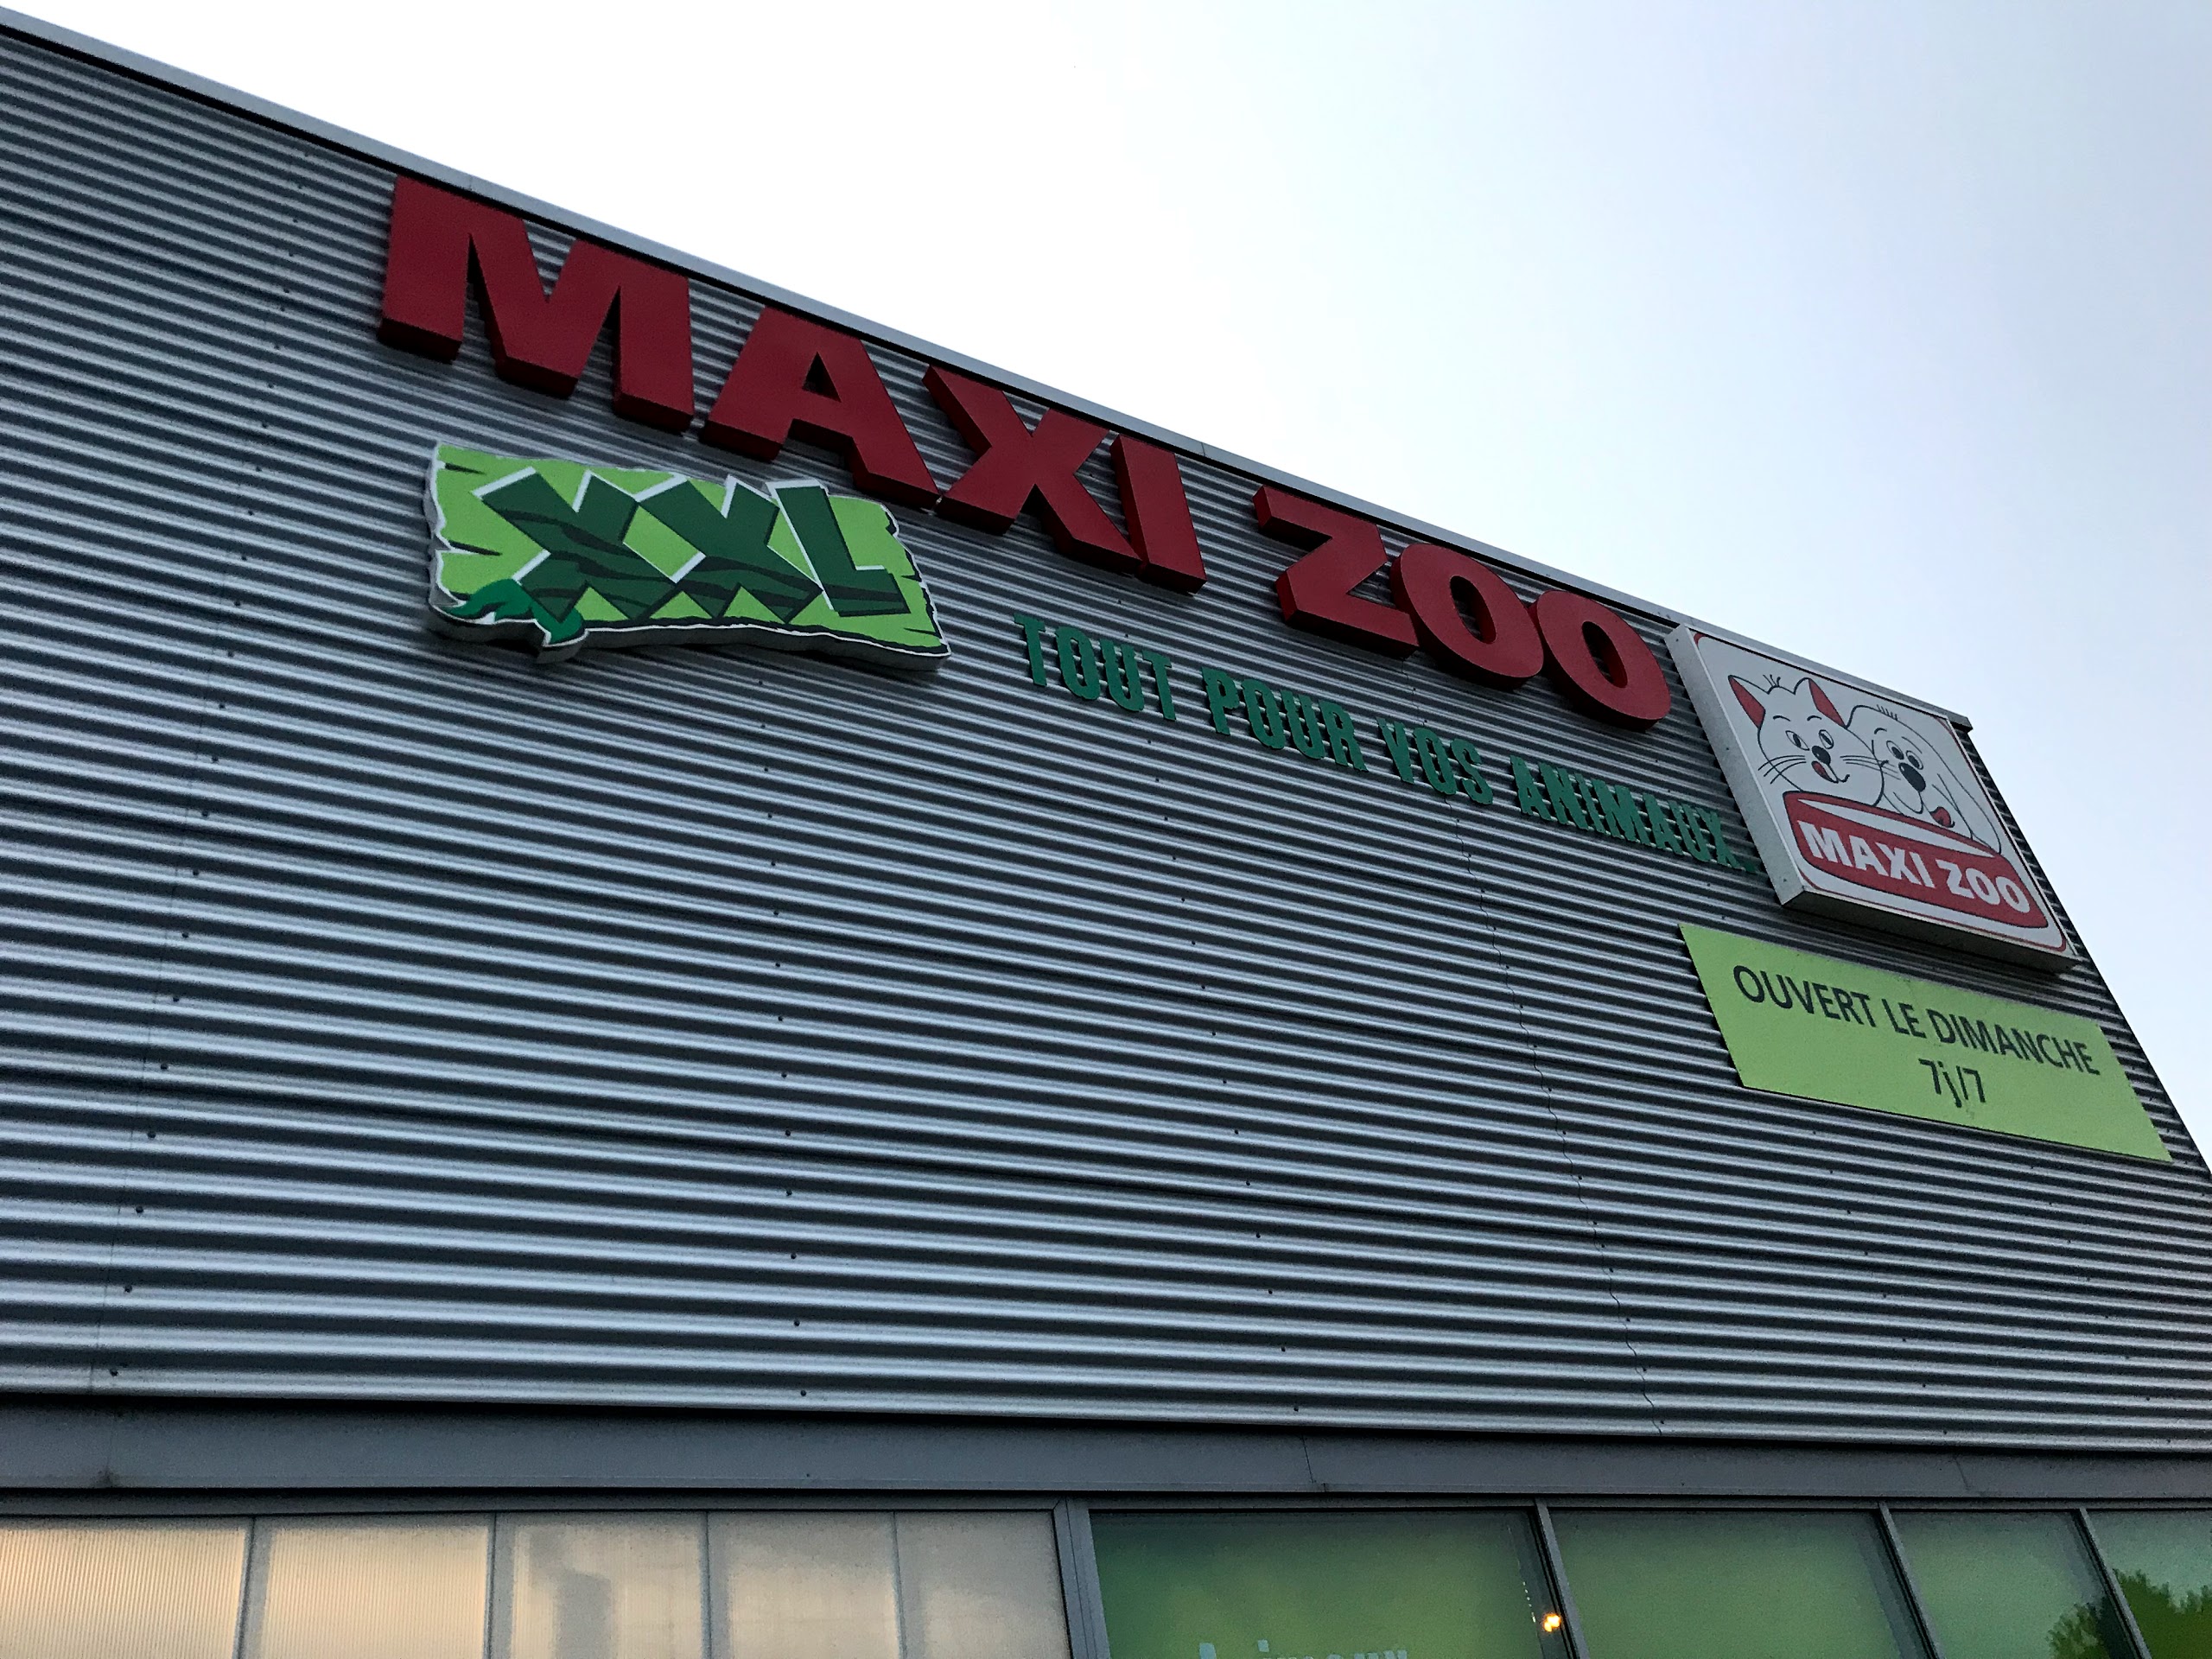 MAXI ZOO
XXL
TOUT POUR VOS ANIMAUX.
MAXI ZOO
OUVERT LE DIMANCHE
7j/7